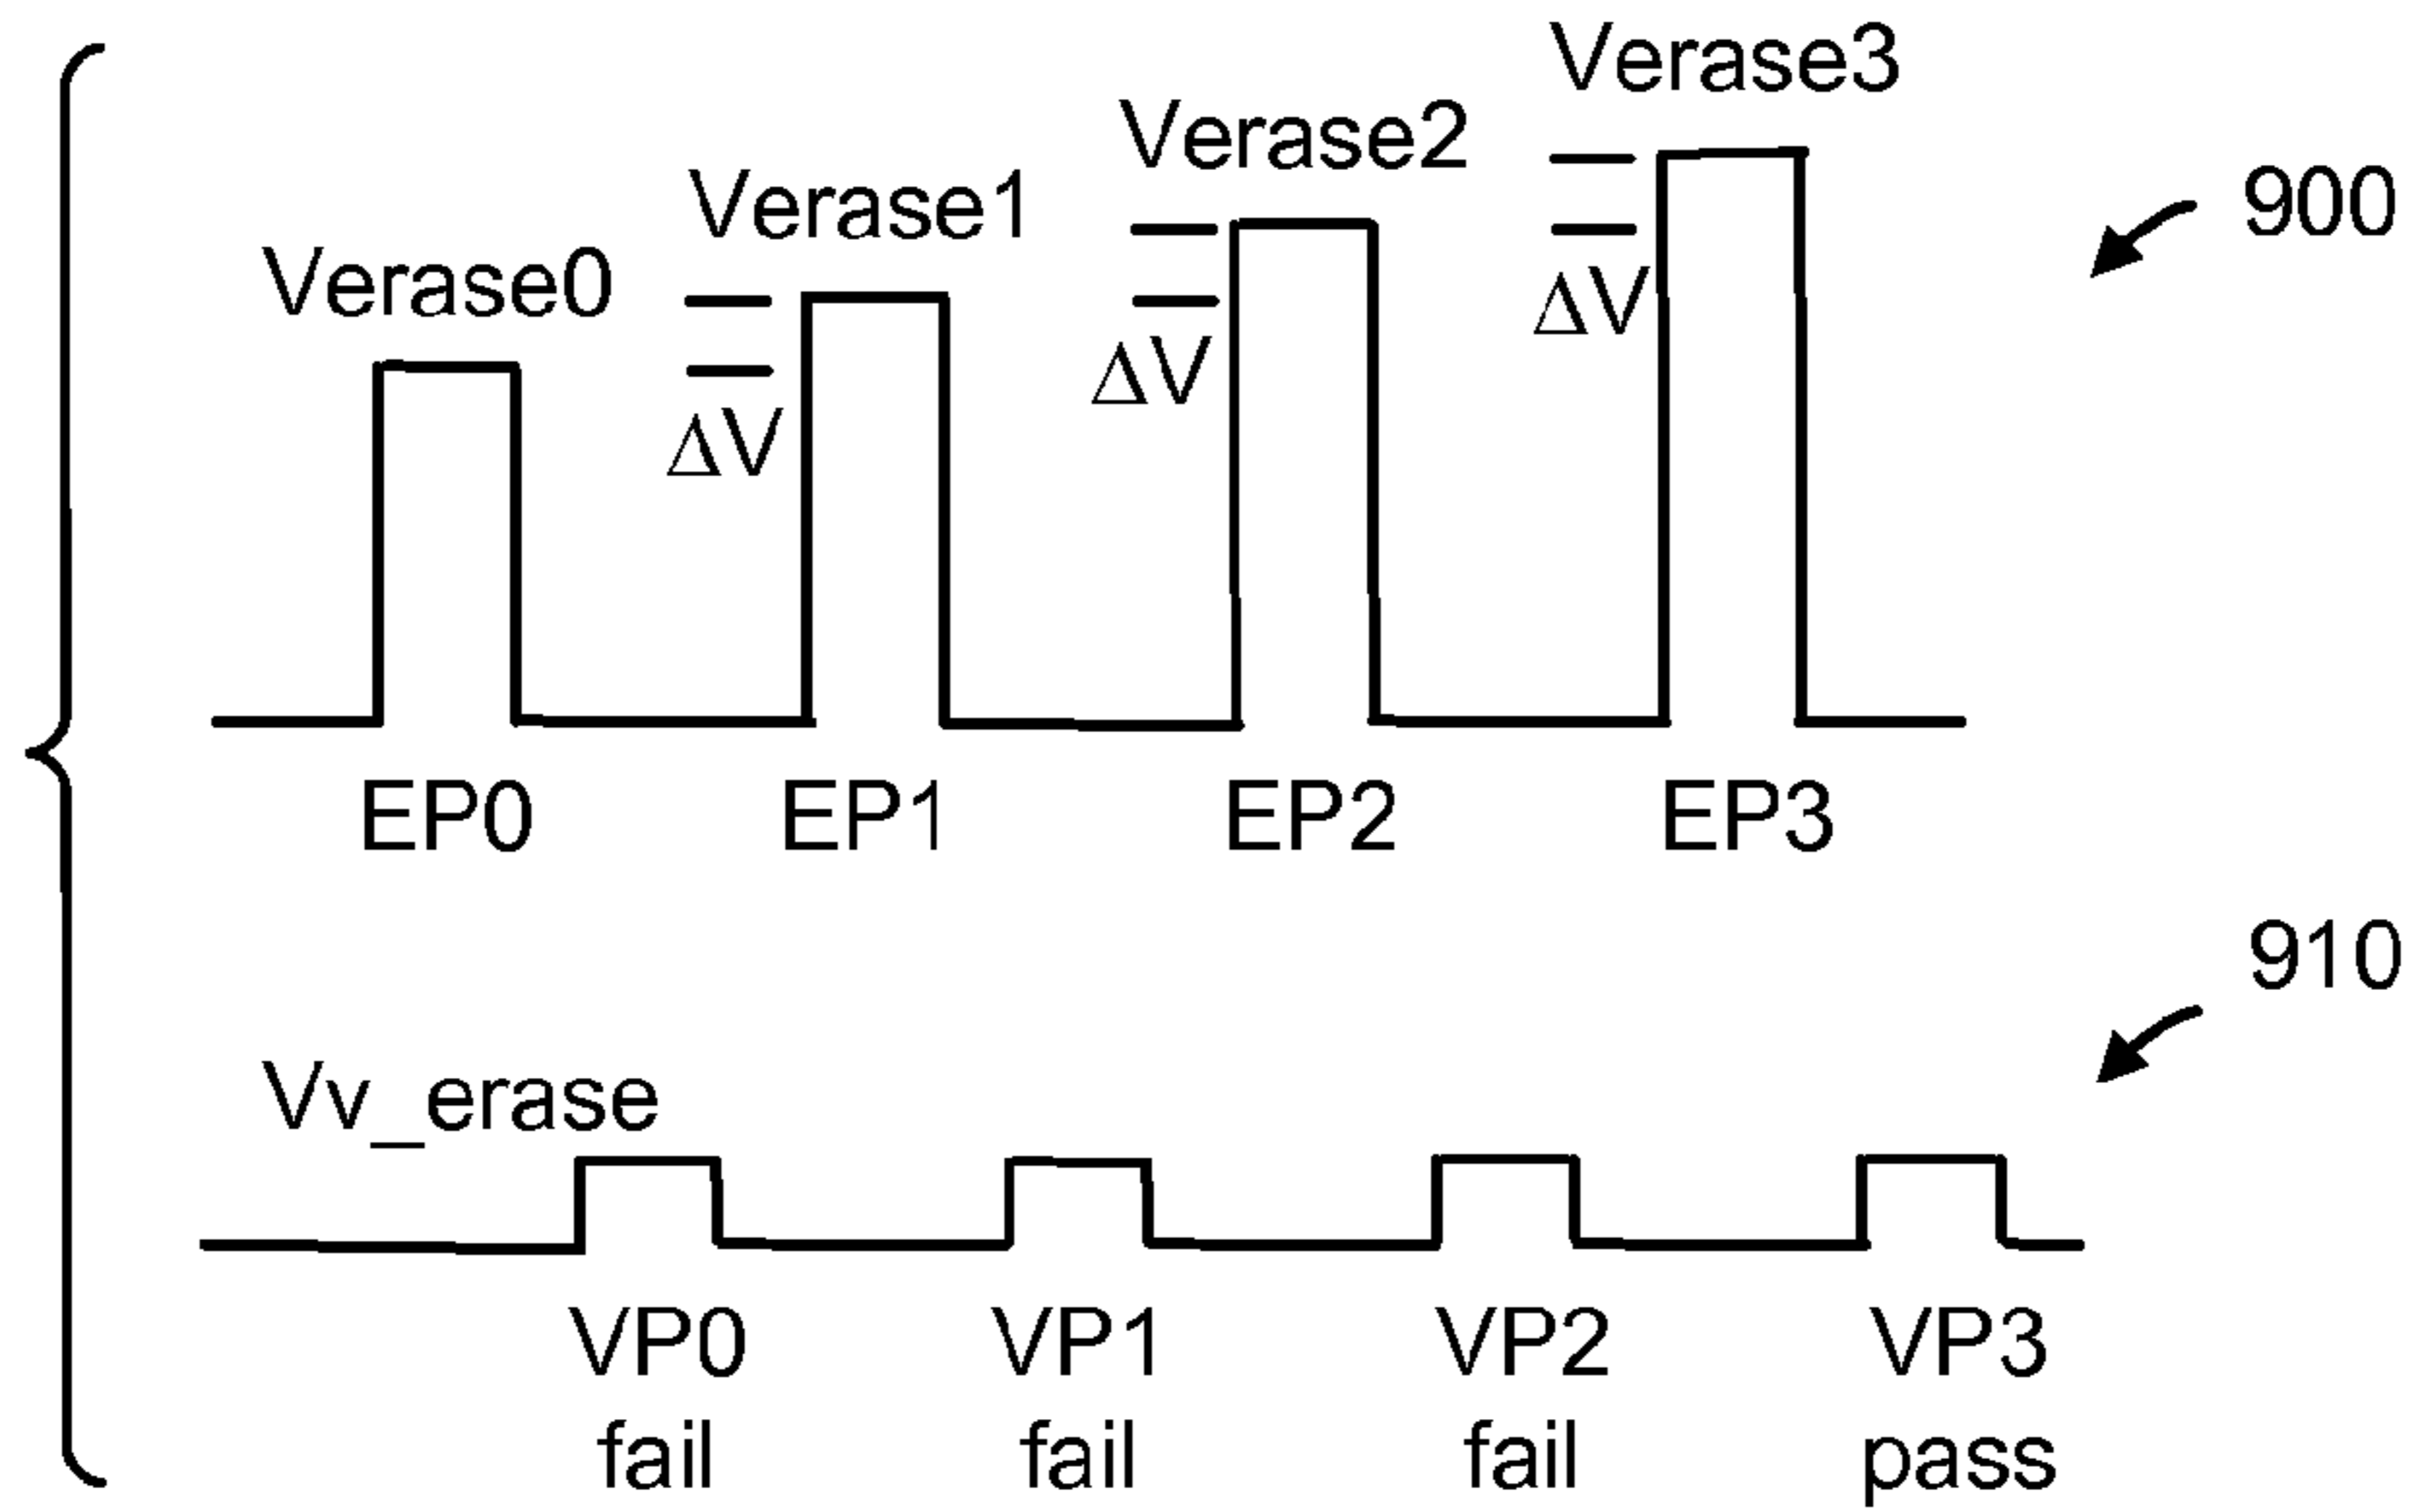 Verase3
Verase2
Verase1
Verase0
900
ΔV
ΔV
ΔV
EP0 EP1 EP2 EP3
910
Vv_erase
VP0 VP1 VP2 VP3
fail fail fail pass